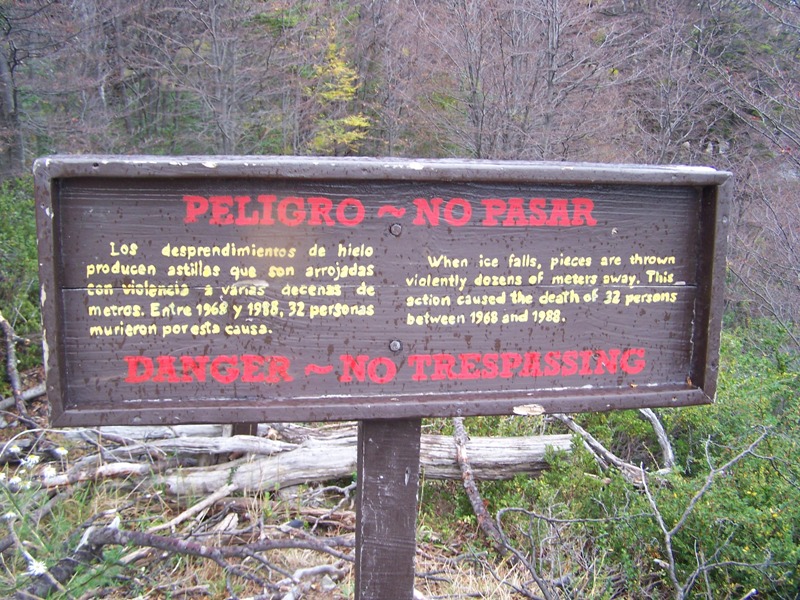 PELIGRO ~ NO PASAR
Los desprendimientos de hielo
producen astillas que son arrojadas
con violencia a varias decenas de
metros. Entre 1968 y 1988, 32 personas
murieron por esta causa.
When ice falls, pieces are thrown
violently dozens of meters away. This
action caused the death of 32 persons
between 1968 and 1988.
DANGER ~ NO TRESPASSING